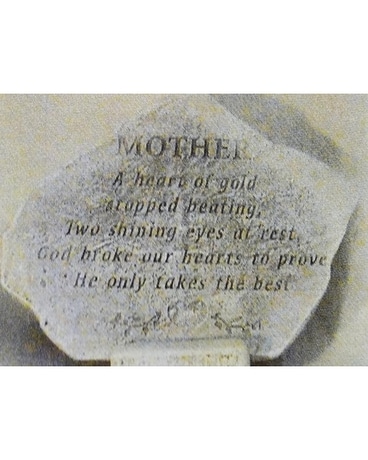 MOTHER
A heart of gold
stopped beating,
Two shining eyes at rest,
God broke our hearts to prove
He only takes the best